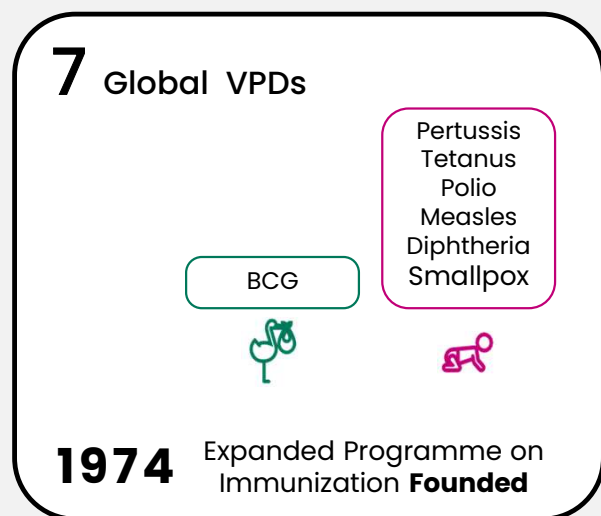 7 Global VPDs
Pertussis
Tetanus
Polio
Measles
Diphtheria
Smallpox
BCG
1974 Expanded Programme on
Immunization Founded